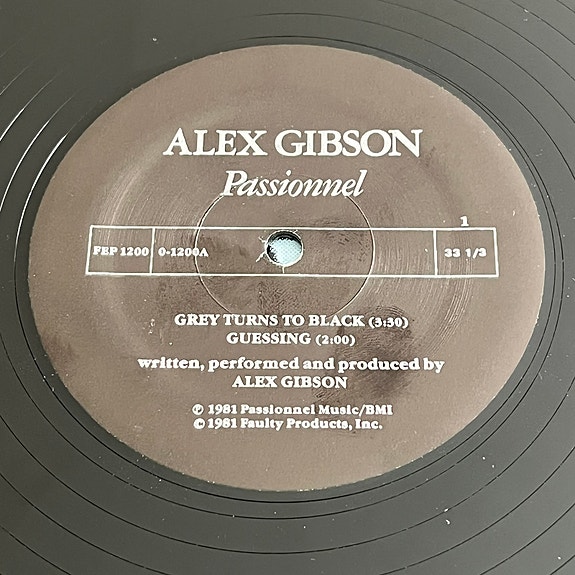 ALEX GIBSON
Passionnel
1
FEP 1200 0-1200A 33 1/3
GREY TURNS TO BLACK (3:30)
GUESSING (2:00)
written, performed and produced by
ALEX GIBSON
℗ 1981 Passionnel Music/BMI
© 1981 Faulty Products, Inc.